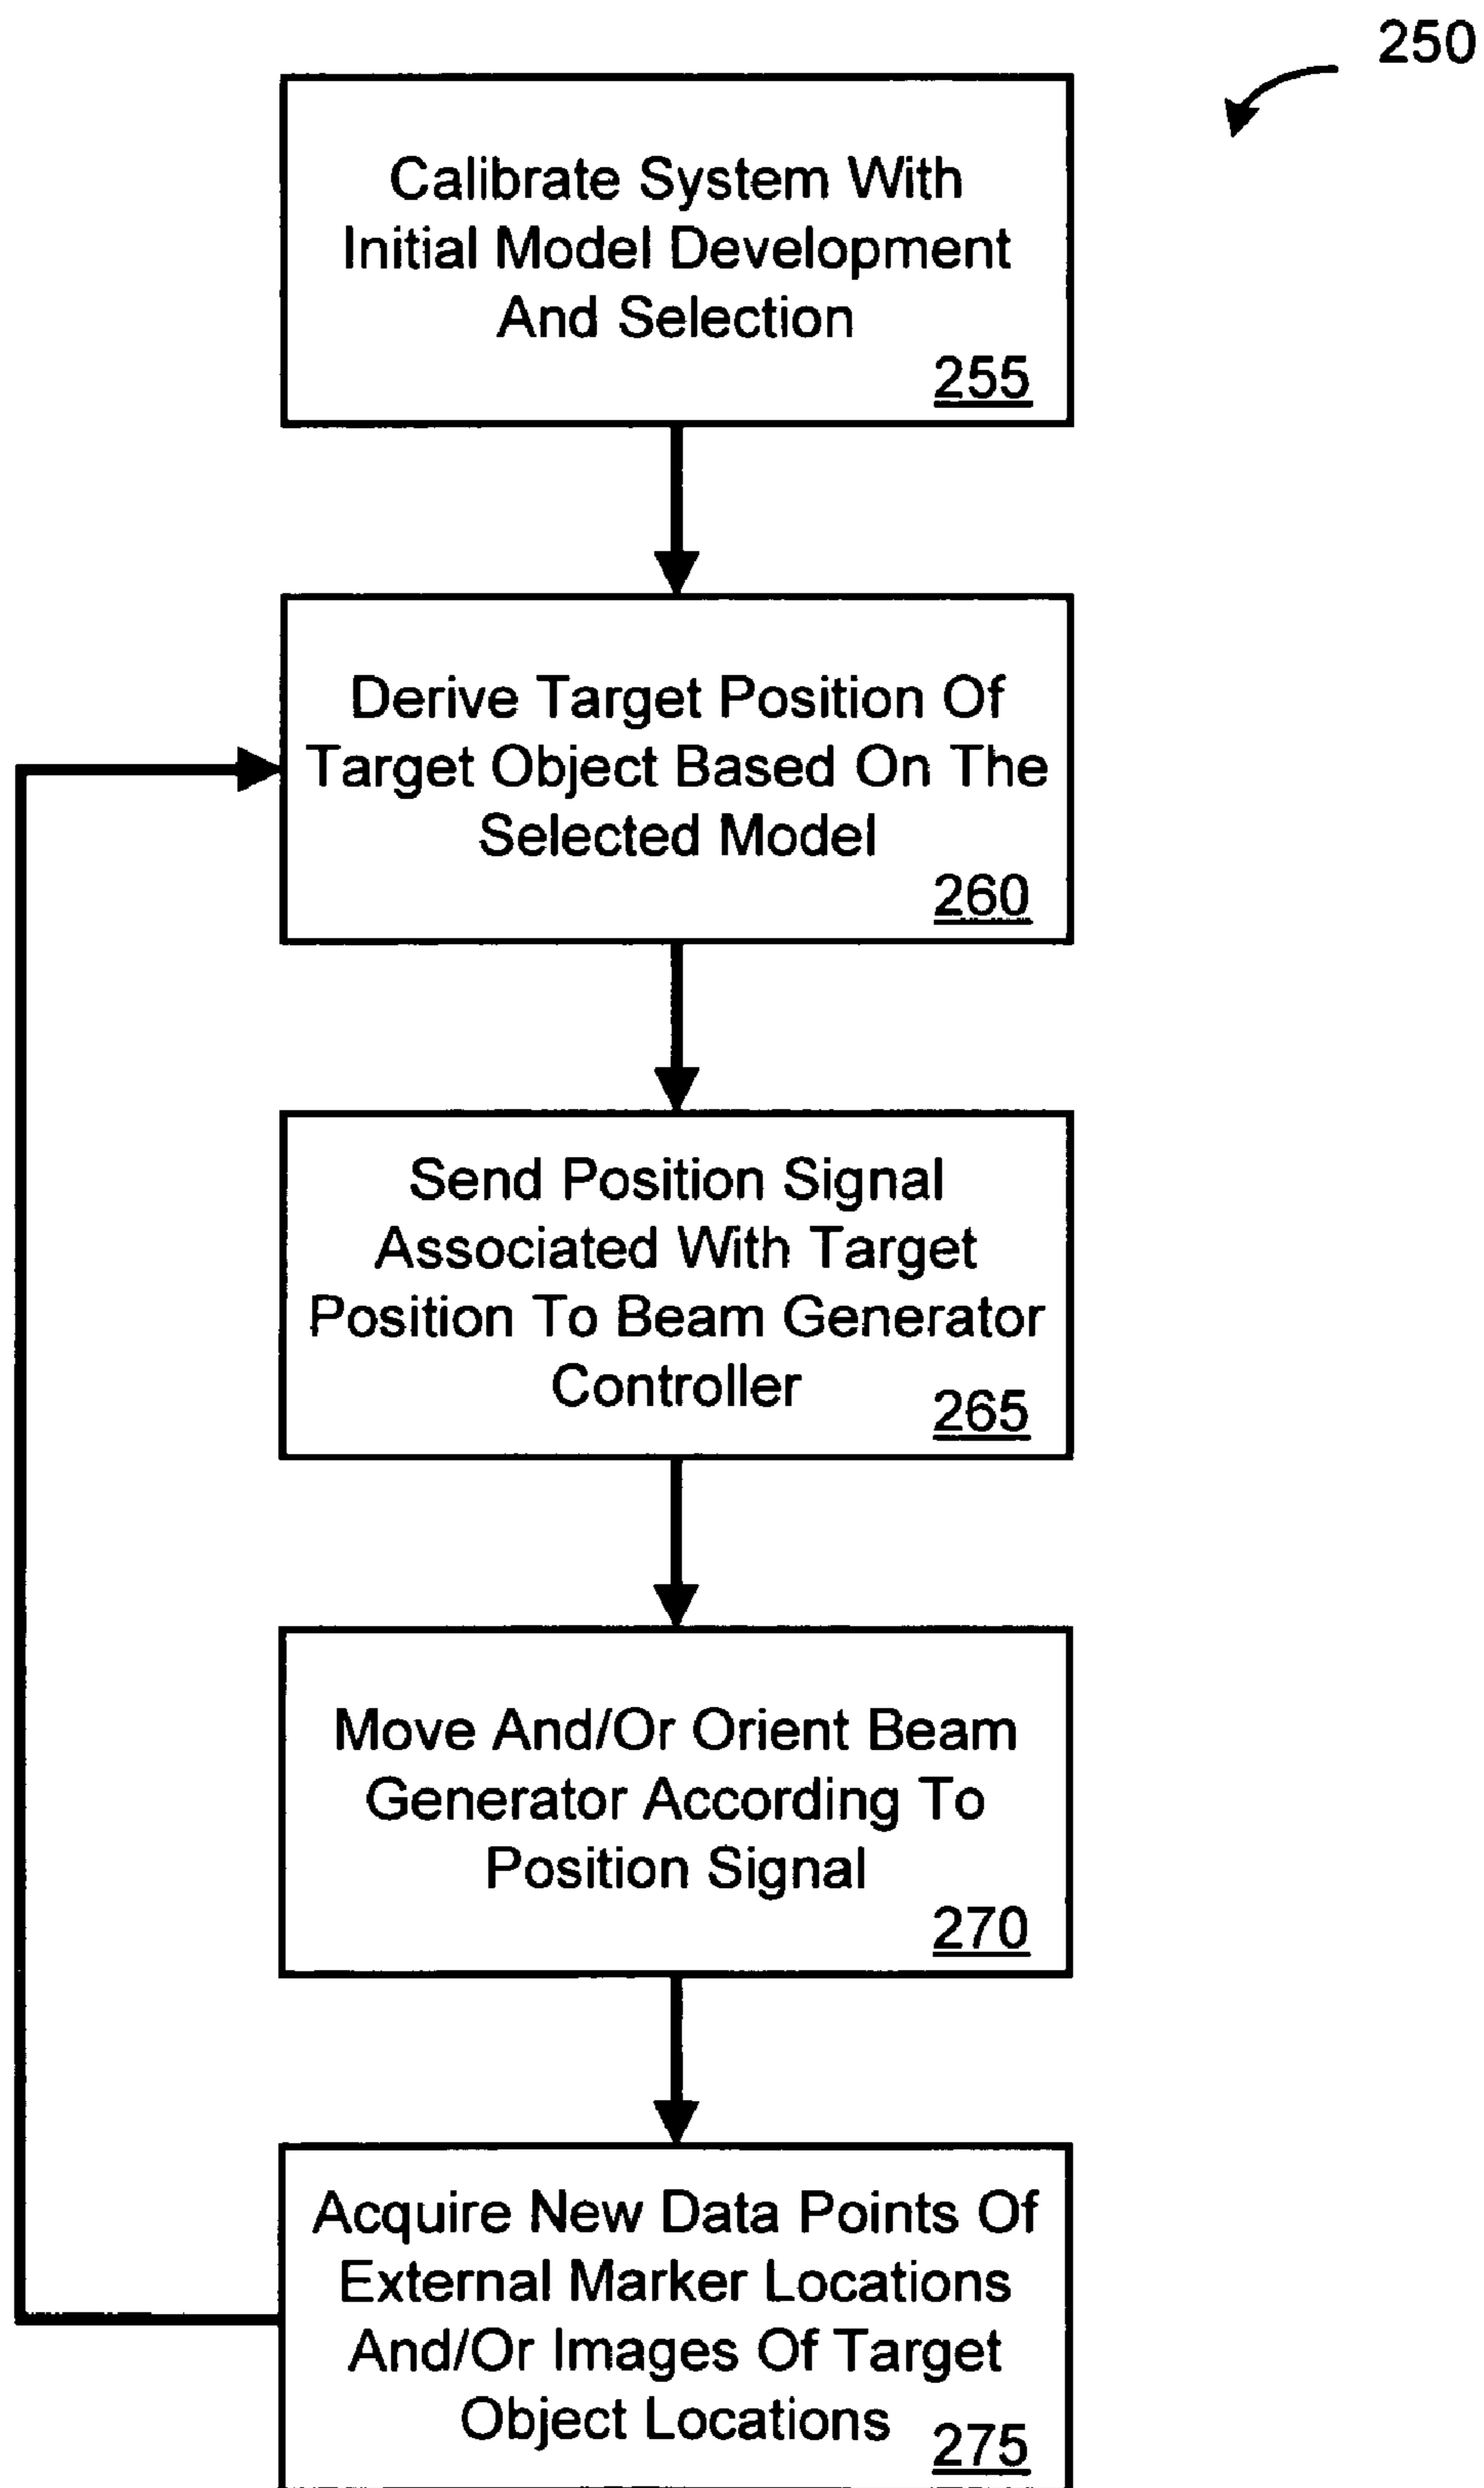 250
Calibrate System With
Initial Model Development
And Selection
255
Derive Target Position Of
Target Object Based On The
Selected Model
260
Send Position Signal
Associated With Target
Position To Beam Generator
Controller
265
Move And/Or Orient Beam
Generator According To
Position Signal
270
Acquire New Data Points Of
External Marker Locations
And/Or Images Of Target
Object Locations
275